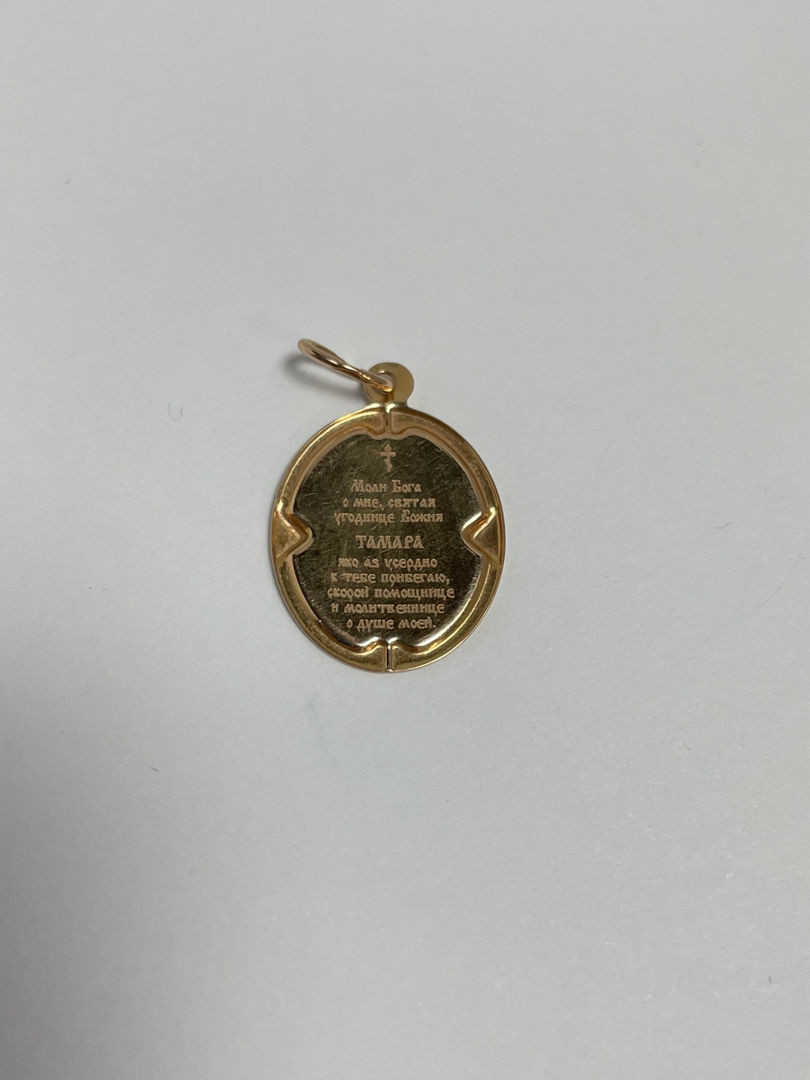 Моли Бога
о мне, святая
угоднице Божия
ТАМАРА
яко аз усердно
к тебе прибегаю,
скорой помощнице
и молитвеннице
о душе моей.